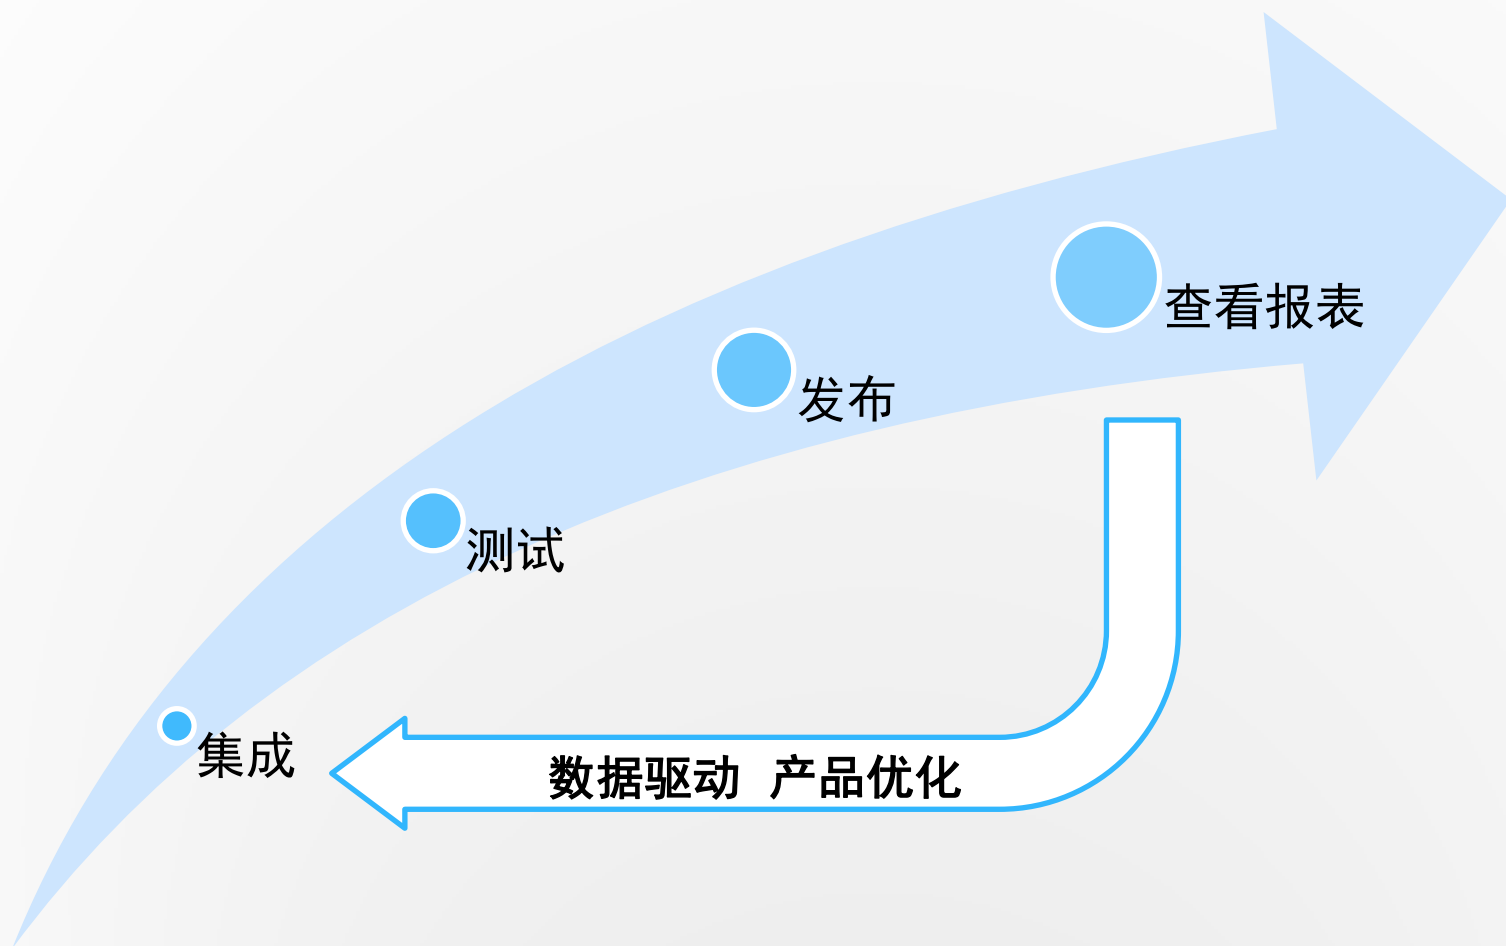 查看报表
发布
测试
集成
数据驱动 产品优化